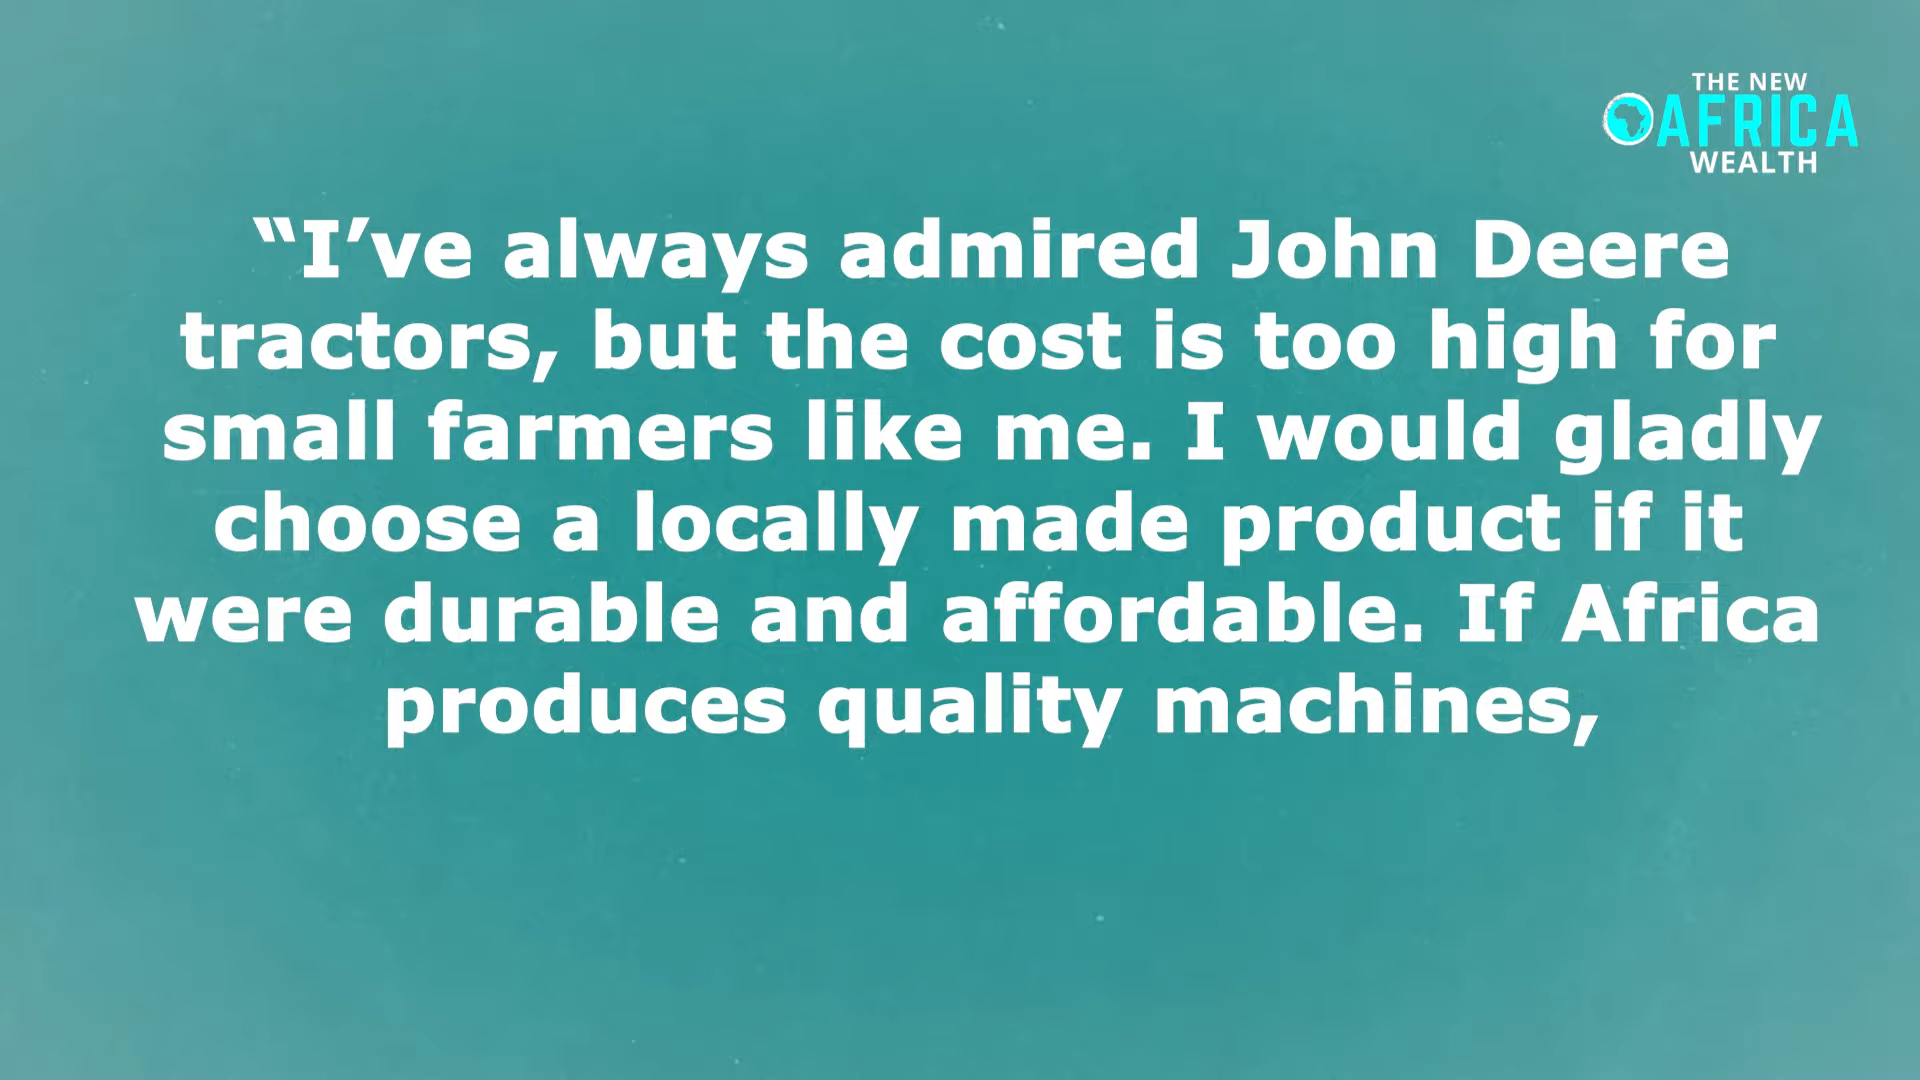 THE NEW
AFRICA
WEALTH
“I’ve always admired John Deere
tractors, but the cost is too high for
small farmers like me. I would gladly
choose a locally made product if it
were durable and affordable. If Africa
produces quality machines,